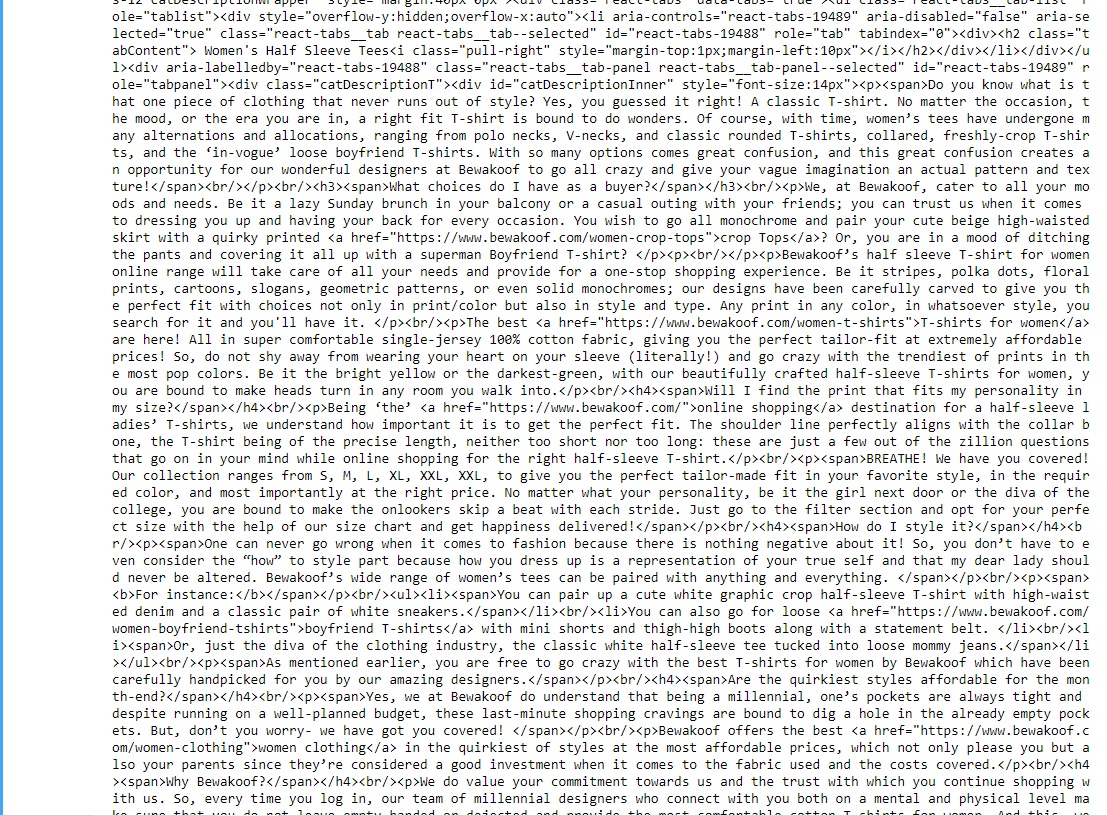 s-12 catDescriptionWrapper" style="margin:40px 0px"><div class="react-tabs" data-tabs="true"><ul class="react-tabs__tab-list" r
ole="tablist"><div style="overflow-y:hidden;overflow-x:auto"><li aria-controls="react-tabs-19489" aria-disabled="false" aria-se
lected="true" class="react-tabs__tab react-tabs__tab--selected" id="react-tabs-19488" role="tab" tabindex="0"><div><h2 class="t
abContent"> Women's Half Sleeve Tees<i class="pull-right" style="margin-top:1px;margin-left:10px"></i></h2></div></li></div></u
l><div aria-labelledby="react-tabs-19488" class="react-tabs__tab-panel react-tabs__tab-panel--selected" id="react-tabs-19489" r
ole="tabpanel"><div class="catDescriptionT"><div id="catDescriptionInner" style="font-size:14px"><p><span>Do you know what is t
hat one piece of clothing that never runs out of style? Yes, you guessed it right! A classic T-shirt. No matter the occasion, t
he mood, or the era you are in, a right fit T-shirt is bound to do wonders. Of course, with time, women’s tees have undergone m
any alternations and allocations, ranging from polo necks, V-necks, and classic rounded T-shirts, collared, freshly-crop T-shir
ts, and the ‘in-vogue’ loose boyfriend T-shirts. With so many options comes great confusion, and this great confusion creates a
n opportunity for our wonderful designers at Bewakoof to go all crazy and give your vague imagination an actual pattern and tex
ture!</span><br/></p><br/><h3><span>What choices do I have as a buyer?</span></h3><br/><p>We, at Bewakoof, cater to all your mo
ods and needs. Be it a lazy Sunday brunch in your balcony or a casual outing with your friends; you can trust us when it comes
to dressing you up and having your back for every occasion. You wish to go all monochrome and pair your cute beige high-waisted
skirt with a quirky printed <a href="https://www.bewakoof.com/women-crop-tops">crop Tops</a>? Or, you are in a mood of ditching
the pants and covering it all up with a superman Boyfriend T-shirt? </p><p><br/></p><p>Bewakoof’s half sleeve T-shirt for women
online range will take care of all your needs and provide for a one-stop shopping experience. Be it stripes, polka dots, floral
prints, cartoons, slogans, geometric patterns, or even solid monochromes; our designs have been carefully carved to give you th
e perfect fit with choices not only in print/color but also in style and type. Any print in any color, in whatsoever style, you
search for it and you'll have it. </p><br/><p>The best <a href="https://www.bewakoof.com/women-t-shirts">T-shirts for women</a>
are here! All in super comfortable single-jersey 100% cotton fabric, giving you the perfect tailor-fit at extremely affordable
prices! So, do not shy away from wearing your heart on your sleeve (literally!) and go crazy with the trendiest of prints in th
e most pop colors. Be it the bright yellow or the darkest-green, with our beautifully crafted half-sleeve T-shirts for women, y
ou are bound to make heads turn in any room you walk into.</p><br/><h4><span>Will I find the print that fits my personality in
my size?</span></h4><br/><p>Being ‘the’ <a href="https://www.bewakoof.com/">online shopping</a> destination for a half-sleeve l
adies’ T-shirts, we understand how important it is to get the perfect fit. The shoulder line perfectly aligns with the collar b
one, the T-shirt being of the precise length, neither too short nor too long: these are just a few out of the zillion questions
that go on in your mind while online shopping for the right half-sleeve T-shirt.</p><br/><p><span>BREATHE! We have you covered!
Our collection ranges from S, M, L, XL, XXL, XXL, to give you the perfect tailor-made fit in your favorite style, in the requir
ed color, and most importantly at the right price. No matter what your personality, be it the girl next door or the diva of the
college, you are bound to make the onlookers skip a beat with each stride. Just go to the filter section and opt for your perfe
ct size with the help of our size chart and get happiness delivered!</span></p><br/><h4><span>How do I style it?</span></h4><b
r/><p><span>One can never go wrong when it comes to fashion because there is nothing negative about it! So, you don’t have to e
ven consider the “how” to style part because how you dress up is a representation of your true self and that my dear lady shoul
d never be altered. Bewakoof’s wide range of women’s tees can be paired with anything and everything. </span></p><br/><p><span>
<b>For instance:</b></span></p><br/><ul><li><span>You can pair up a cute white graphic crop half-sleeve T-shirt with high-waist
ed denim and a classic pair of white sneakers.</span></li><br/><li>You can also go for loose <a href="https://www.bewakoof.com/
women-boyfriend-tshirts">boyfriend T-shirts</a> with mini shorts and thigh-high boots along with a statement belt. </li><br/><l
i><span>Or, just the diva of the clothing industry, the classic white half-sleeve tee tucked into loose mommy jeans.</span></li
></ul><br/><p><span>As mentioned earlier, you are free to go crazy with the best T-shirts for women by Bewakoof which have been
carefully handpicked for you by our amazing designers.</span></p><br/><h4><span>Are the quirkiest styles affordable for the mon
th-end?</span></h4><br/><p><span>Yes, we at Bewakoof do understand that being a millennial, one’s pockets are always tight and
despite running on a well-planned budget, these last-minute shopping cravings are bound to dig a hole in the already empty pock
ets. But, don’t you worry- we have got you covered! </span></p><br/><p>Bewakoof offers the best <a href="https://www.bewakoof.c
om/women-clothing">women clothing</a> in the quirkiest of styles at the most affordable prices, which not only please you but a
lso your parents since they’re considered a good investment when it comes to the fabric used and the costs covered.</p><br/><h4
><span>Why Bewakoof?</span></h4><br/><p>We do value your commitment towards us and the trust with which you continue shopping w
ith us. So, every time you log in, our team of millennial designers who connect with you both on a mental and physical level ma
ke sure that you do not leave empty-handed or dejected and provide the most comfortable cotton T-shirts for women. And this, we